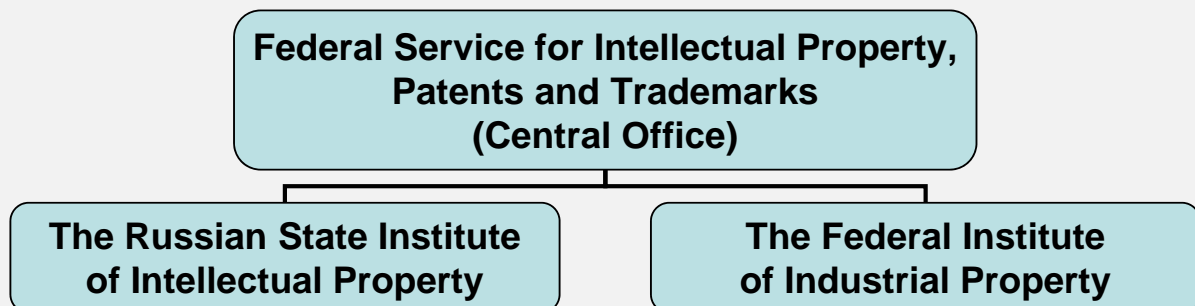 Federal Service for Intellectual Property,
Patents and Trademarks
(Central Office)
The Russian State Institute
of Intellectual Property
The Federal Institute
of Industrial Property